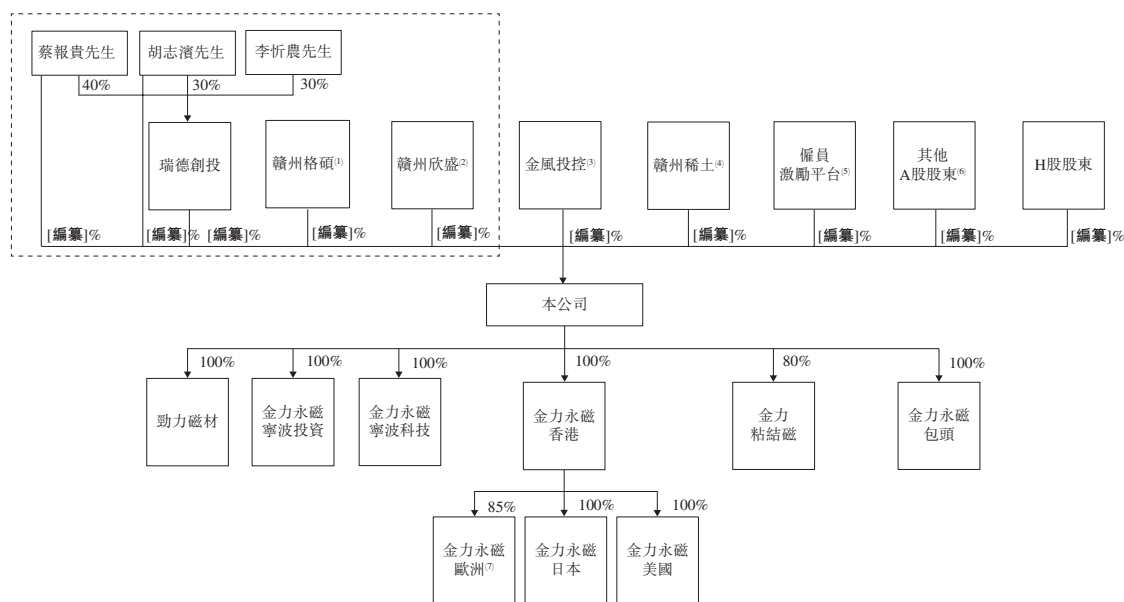 蔡報貴先生
胡志濱先生
李忻農先生
40%
30%
30%
瑞德創投
贛州格碩(1)
贛州欣盛(2)
金風投控(3)
贛州稀土(4)
僱員
激勵平台(5)
其他
A股股東(6)
H股股東
[編纂]%
[編纂]%
[編纂]%
[編纂]%
[編纂]%
[編纂]%
[編纂]%
[編纂]%
[編纂]%
[編纂]%
本公司
100%
100%
100%
100%
80%
100%
勁力磁材
金力永磁
寧波投資
金力永磁
寧波科技
金力永磁
香港
金力
粘結磁
金力永磁
包頭
85%
100%
100%
金力永磁
歐洲(7)
金力永磁
日本
金力永磁
美國